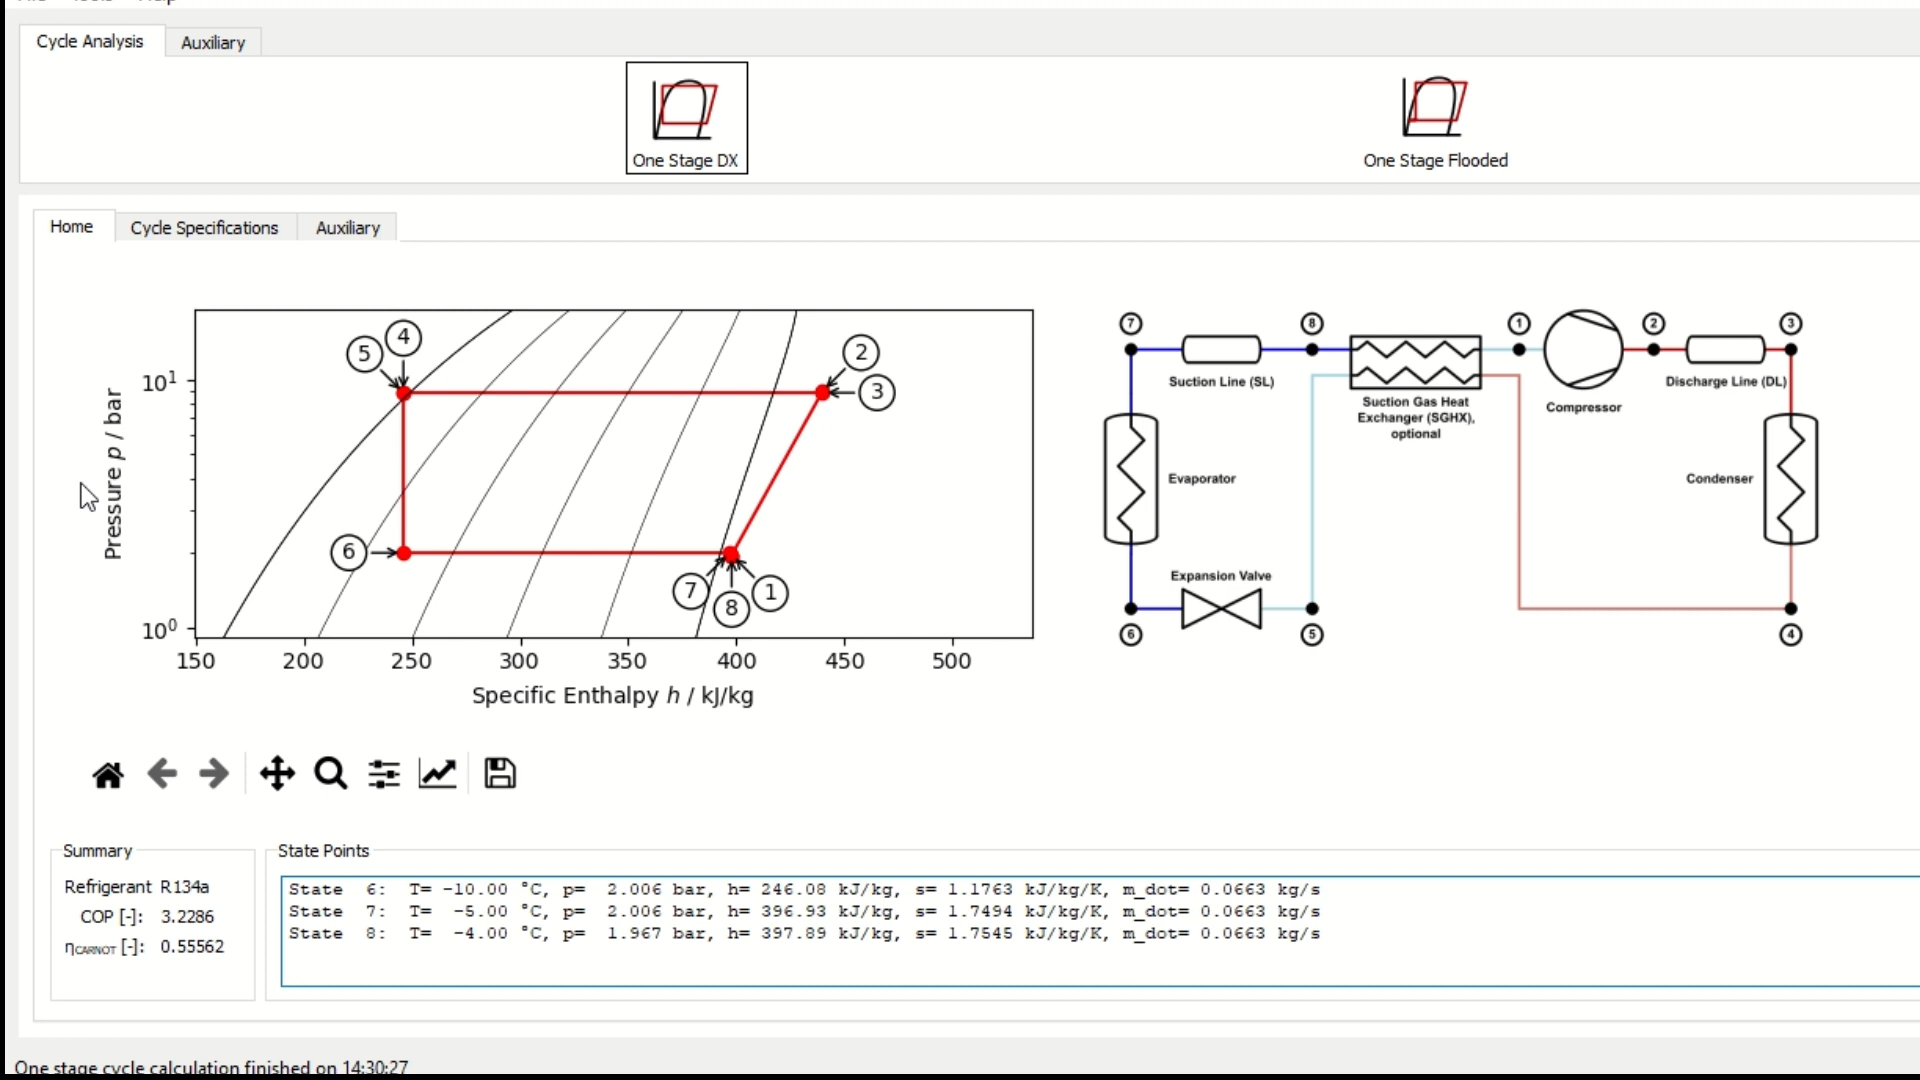 Cycle Analysis
Auxiliary
One Stage DX
One Stage Flooded
Home
Cycle Specifications
Auxiliary
Pressure p / bar
10¹
10⁰
5
4
2
3
6
7
8
1
150 200 250 300 350 400 450 500
Specific Enthalpy h / kJ/kg
7
8
1
2
3
Suction Line (SL)
Suction Gas Heat
Exchanger (SGHX),
optional
Compressor
Discharge Line (DL)
Evaporator
Condenser
Expansion Valve
6
5
4
Summary
Refrigerant R134a
COP [-]: 3.2286
ηCARNOT [-]: 0.55562
State Points
State 6: T= -10.00 °C, p= 2.006 bar, h= 246.08 kJ/kg, s= 1.1763 kJ/kg/K, m_dot= 0.0663 kg/s
State 7: T= -5.00 °C, p= 2.006 bar, h= 396.93 kJ/kg, s= 1.7494 kJ/kg/K, m_dot= 0.0663 kg/s
State 8: T= -4.00 °C, p= 1.967 bar, h= 397.89 kJ/kg, s= 1.7545 kJ/kg/K, m_dot= 0.0663 kg/s
One stage cycle calculation finished on 14:30:27